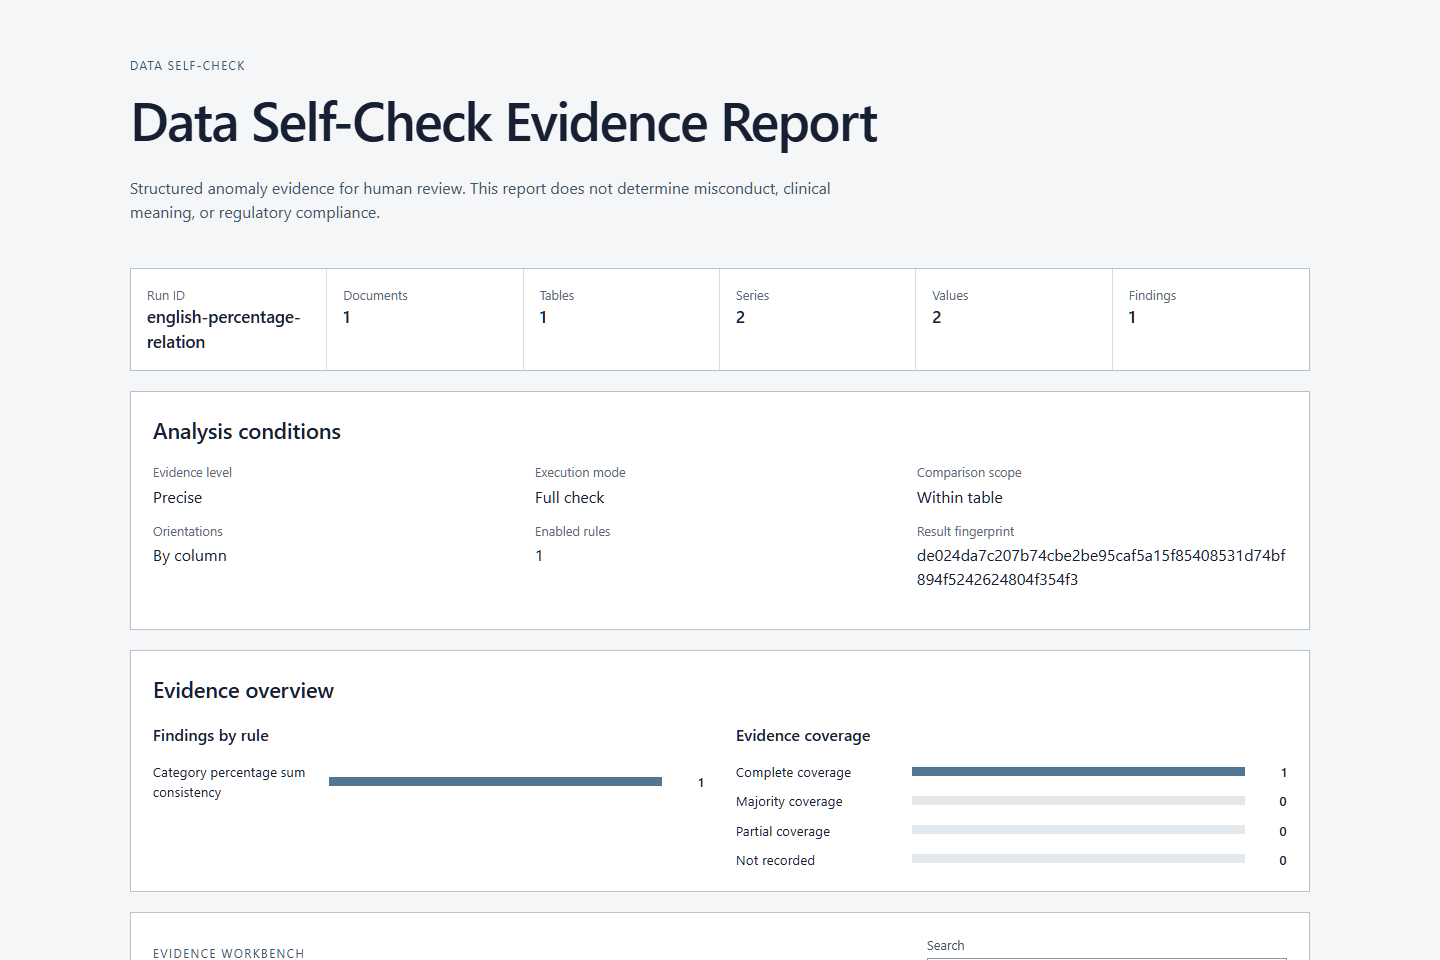 DATA SELF-CHECK
Data Self-Check Evidence Report
Structured anomaly evidence for human review. This report does not determine misconduct, clinical
meaning, or regulatory compliance.
Run ID
english-percentage-
relation
Documents
1
Tables
1
Series
2
Values
2
Findings
1
Analysis conditions
Evidence level
Precise
Execution mode
Full check
Comparison scope
Within table
Orientations
By column
Enabled rules
1
Result fingerprint
de024da7c207b74cbe2be95caf5a15f85408531d74bf
894f5242624804f354f3
Evidence overview
Findings by rule
Category percentage sum
consistency
1
Evidence coverage
Complete coverage 1
Majority coverage 0
Partial coverage 0
Not recorded 0
EVIDENCE WORKBENCH
Search